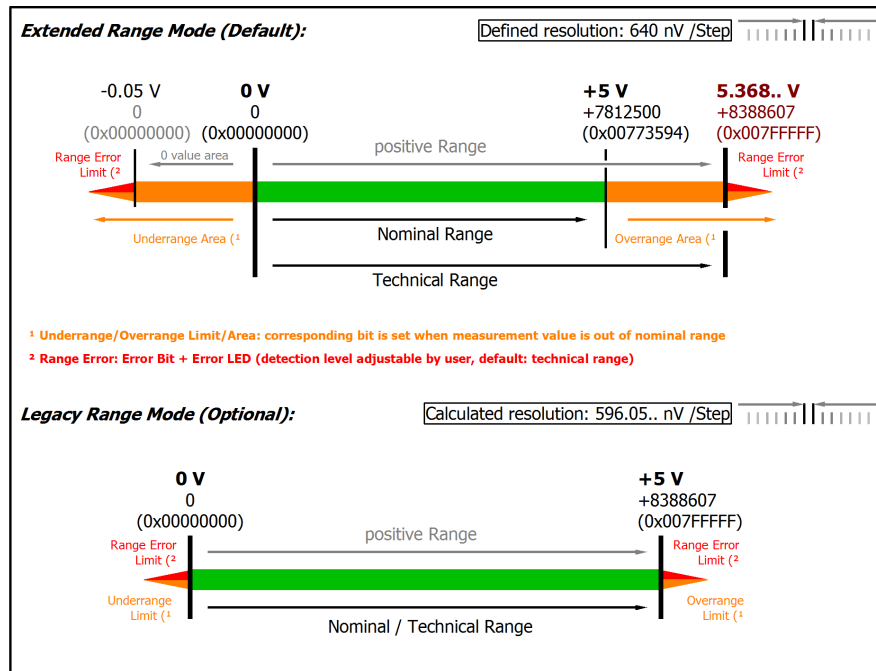 Extended Range Mode (Default):
Defined resolution: 640 nV /Step
-0.05 V
0
(0x00000000)
0 V
0
(0x00000000)
+5 V
+7812500
(0x00773594)
5.368.. V
+8388607
(0x007FFFFF)
Range Error
Limit (²
0 value area
positive Range
Range Error
Limit (²
Underrange Area (¹
Nominal Range
Overrange Area (¹
Technical Range
¹ Underrange/Overrange Limit/Area: corresponding bit is set when measurement value is out of nominal range
² Range Error: Error Bit + Error LED (detection level adjustable by user, default: technical range)
Legacy Range Mode (Optional):
Calculated resolution: 596.05.. nV /Step
0 V
0
(0x00000000)
+5 V
+8388607
(0x007FFFFF)
Range Error
Limit (²
positive Range
Range Error
Limit (²
Underrange
Limit (¹
Overrange
Limit (¹
Nominal / Technical Range